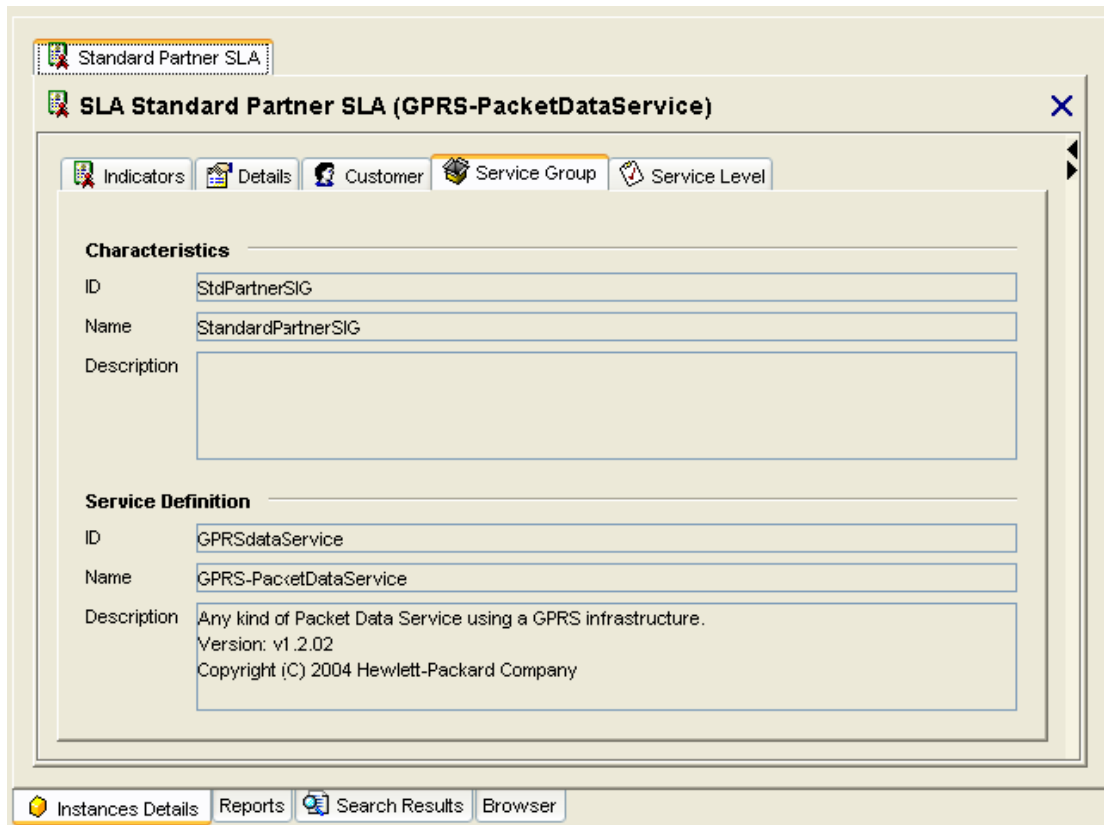 Standard Partner SLA
SLA Standard Partner SLA (GPRS-PacketDataService)
Indicators Details Customer Service Group Service Level
Characteristics
ID StdPartnerSIG
Name StandardPartnerSIG
Description
Service Definition
ID GPRSdataService
Name GPRS-PacketDataService
Description Any kind of Packet Data Service using a GPRS infrastructure.
Version: v1.2.02
Copyright (C) 2004 Hewlett-Packard Company
Instances Details Reports Search Results Browser